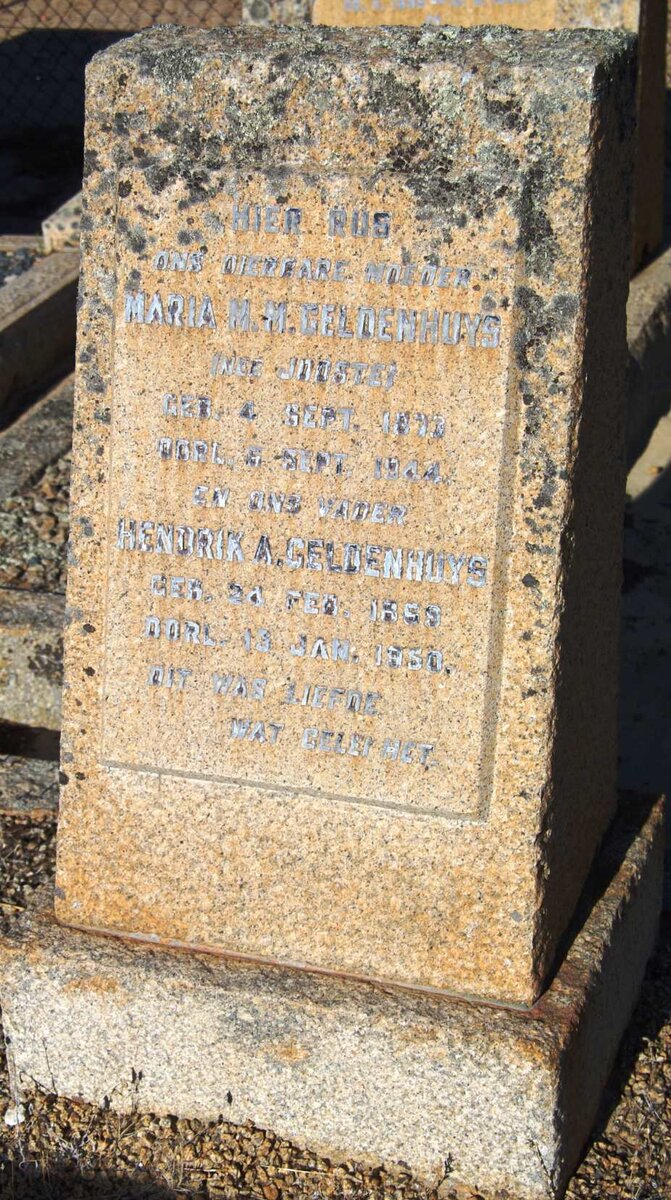 HIER RUS
ONS DIERBARE MOEDER
MARIA M. M. GELDENHUYS
(NEE JOOSTE)
GEB. 4 SEPT. 1873
OORL. 6 SEPT. 1944.
EN ONS VADER
HENDRIK A. GELDENHUYS
GEB. 24 FEB. 1869
OORL. 13 JAN. 1950.
DIT WAS LIEFDE
WAT GELEI HET.